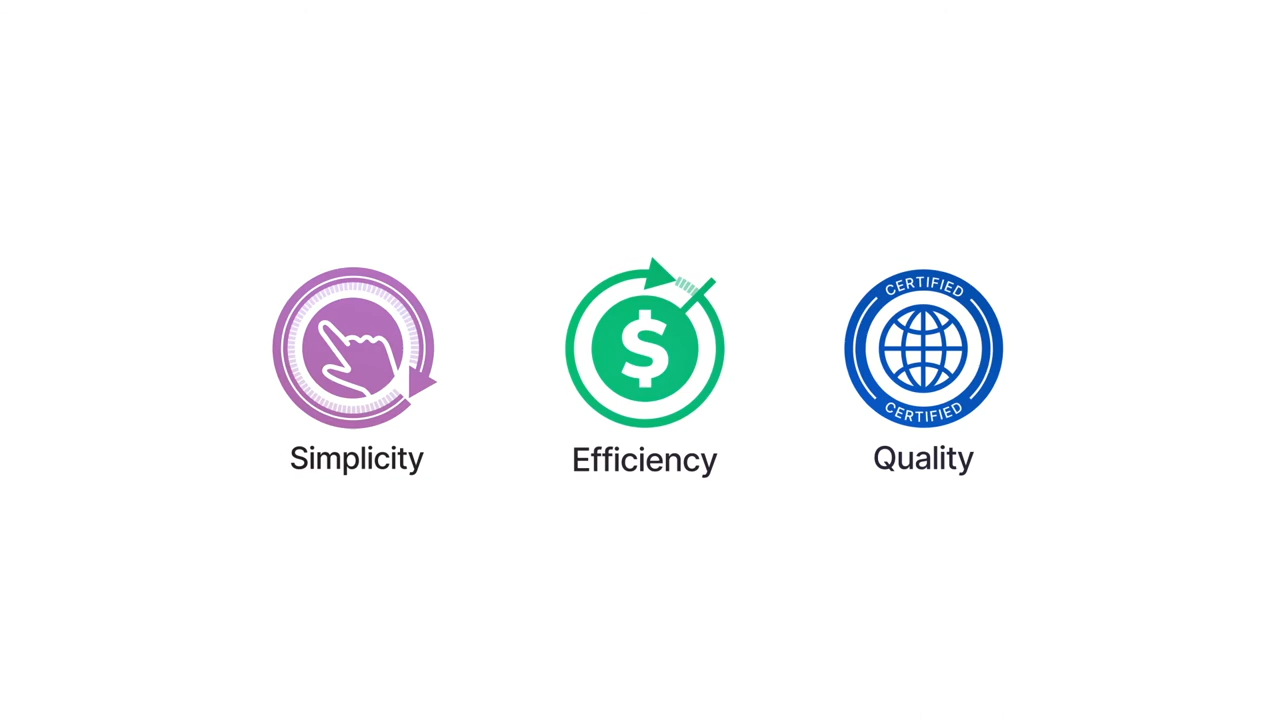 CERTIFIED
$
CERTIFIED
Simplicity
Efficiency
Quality